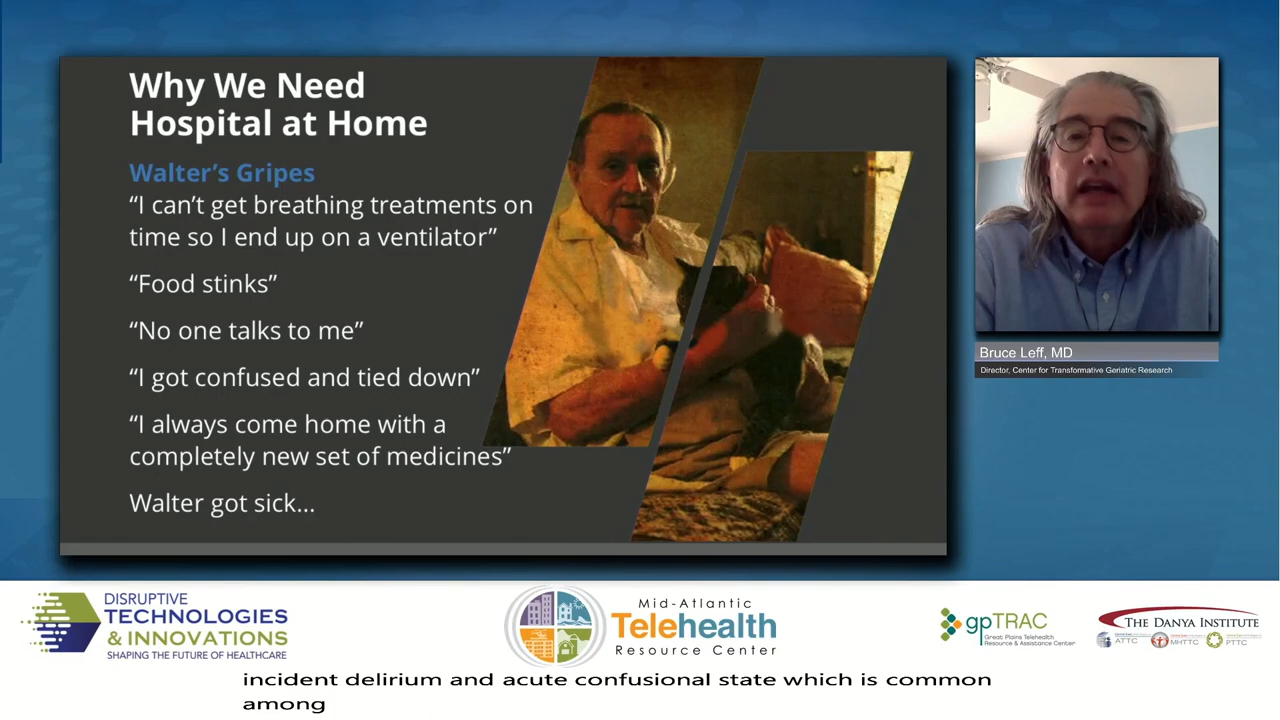 Why We Need
Hospital at Home
Walter’s Gripes
“I can’t get breathing treatments on
time so I end up on a ventilator”
“Food stinks”
“No one talks to me”
“I got confused and tied down”
“I always come home with a
completely new set of medicines”
Walter got sick...
Bruce Leff, MD
Director, Center for Transformative Geriatric Research
DISRUPTIVE
TECHNOLOGIES
& INNOVATIONS
SHAPING THE FUTURE OF HEALTHCARE
Mid-Atlantic
Telehealth
Resource Center
gpTRAC
Great Plains Telehealth
Resource & Assistance Center
THE DANYA INSTITUTE
ATTC MHTTC PTTC
incident delirium and acute confusional state which is common
among